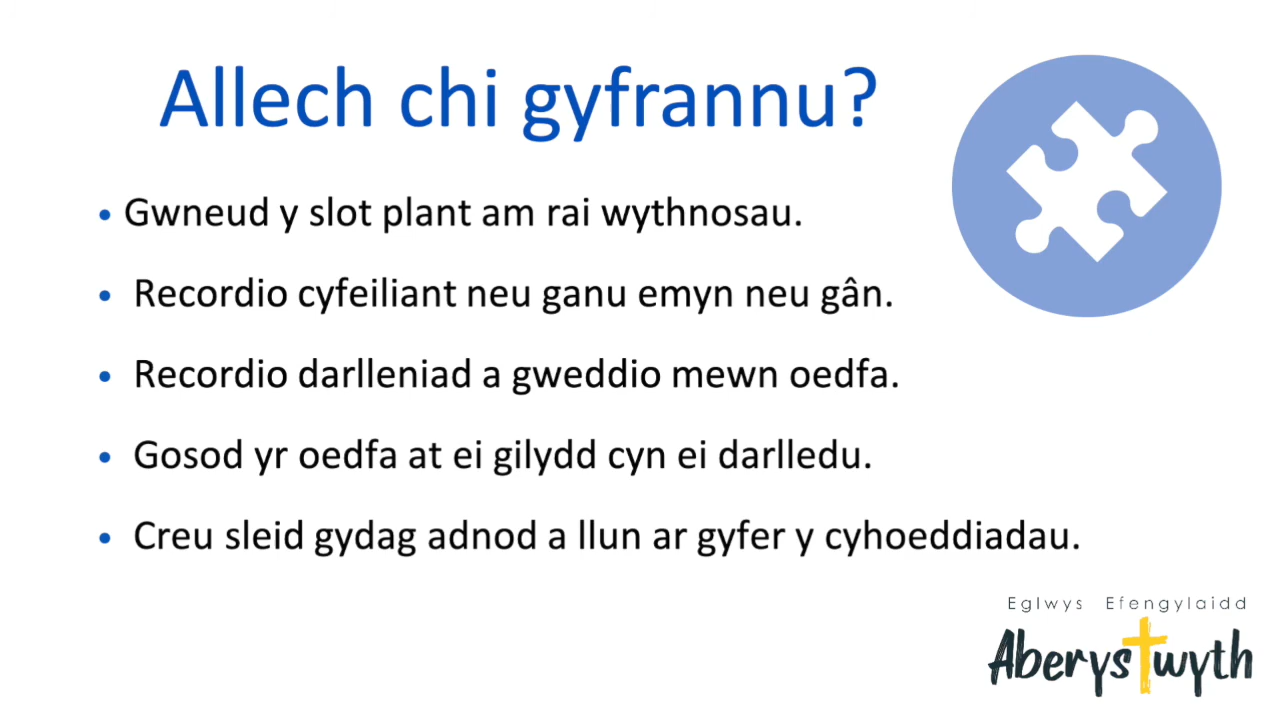 Allech chi gyfrannu?
• Gwneud y slot plant am rai wythnosau.
• Recordio cyfeiliant neu ganu emyn neu gân.
• Recordio darlleniad a gweddio mewn oedfa.
• Gosod yr oedfa at ei gilydd cyn ei darlledu.
• Creu sleid gydag adnod a llun ar gyfer y cyhoeddiadau.
Eglwys Efengylaidd
Aberystwyth